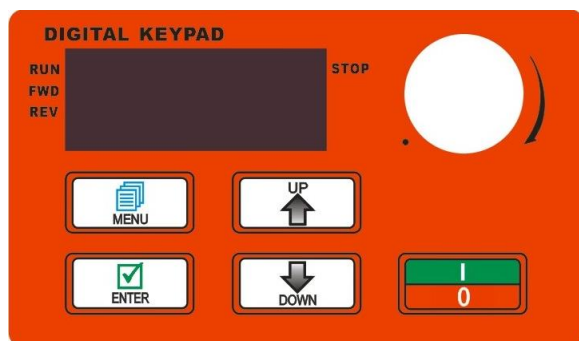 DIGITAL KEYPAD
RUN
STOP
FWD
REV
MENU
UP
ENTER
DOWN
I
0